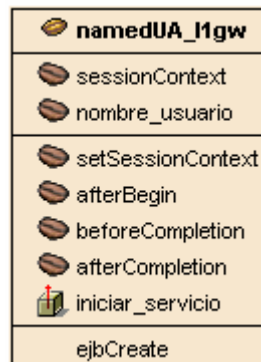 namedUA_l1gw
sessionContext
nombre_usuario
setSessionContext
afterBegin
beforeCompletion
afterCompletion
iniciar_servicio
ejbCreate